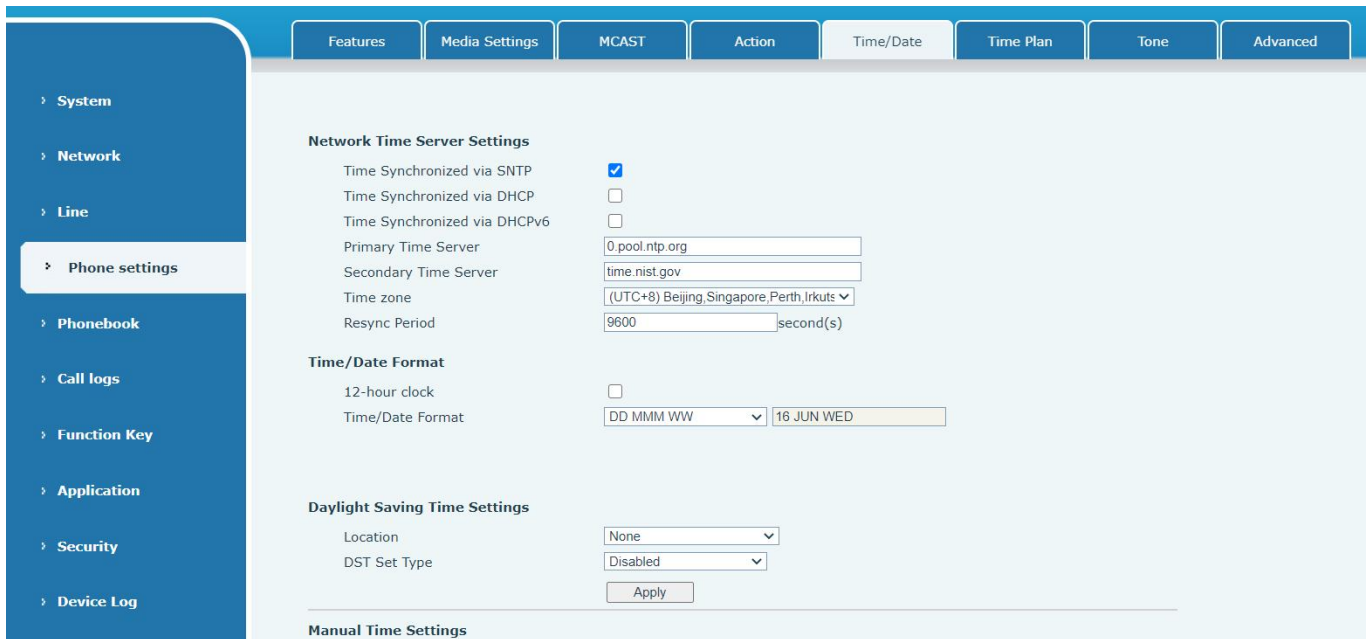 Features Media Settings MCAST Action Time/Date Time Plan Tone Advanced
System
Network
Line
Phone settings
Phonebook
Call logs
Function Key
Application
Security
Device Log
Network Time Server Settings
Time Synchronized via SNTP
Time Synchronized via DHCP
Time Synchronized via DHCPv6
Primary Time Server 0.pool.ntp.org
Secondary Time Server time.nist.gov
Time zone (UTC+8) Beijing,Singapore,Perth,Irkuts
Resync Period 9600 second(s)
Time/Date Format
12-hour clock
Time/Date Format DD MMM WW 16 JUN WED
Daylight Saving Time Settings
Location None
DST Set Type Disabled
Apply
Manual Time Settings